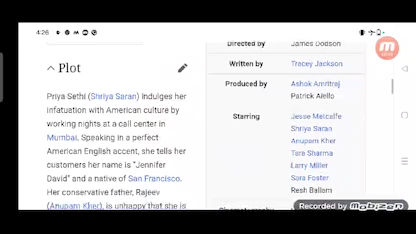 4:26
Plot
Priya Sethi (Shriya Saran) indulges her
infatuation with American culture by
working nights at a call center in
Mumbai. Speaking in a perfect
American English accent, she tells her
customers her name is "Jennifer
David" and a native of San Francisco.
Her conservative father, Rajeev
(Anupam Kher), is unhappy that she is
Directed by James Dodson
Written by Tracey Jackson
Produced by Ashok Amritraj
Patrick Aiello
Starring Jesse Metcalfe
Shriya Saran
Anupam Kher
Tara Sharma
Larry Miller
Sara Foster
Resh Ballam
Recorded by mobizen